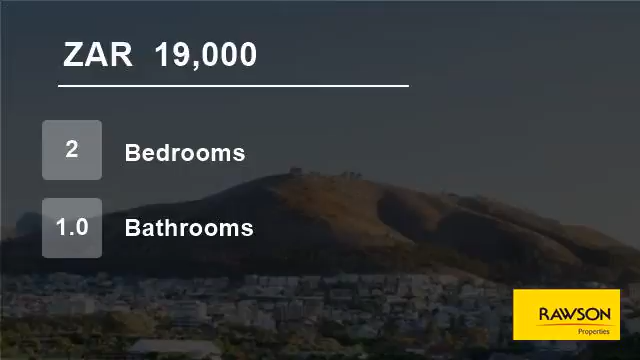 ZAR 19,000
2 Bedrooms
1.0 Bathrooms
RAWSON
Properties